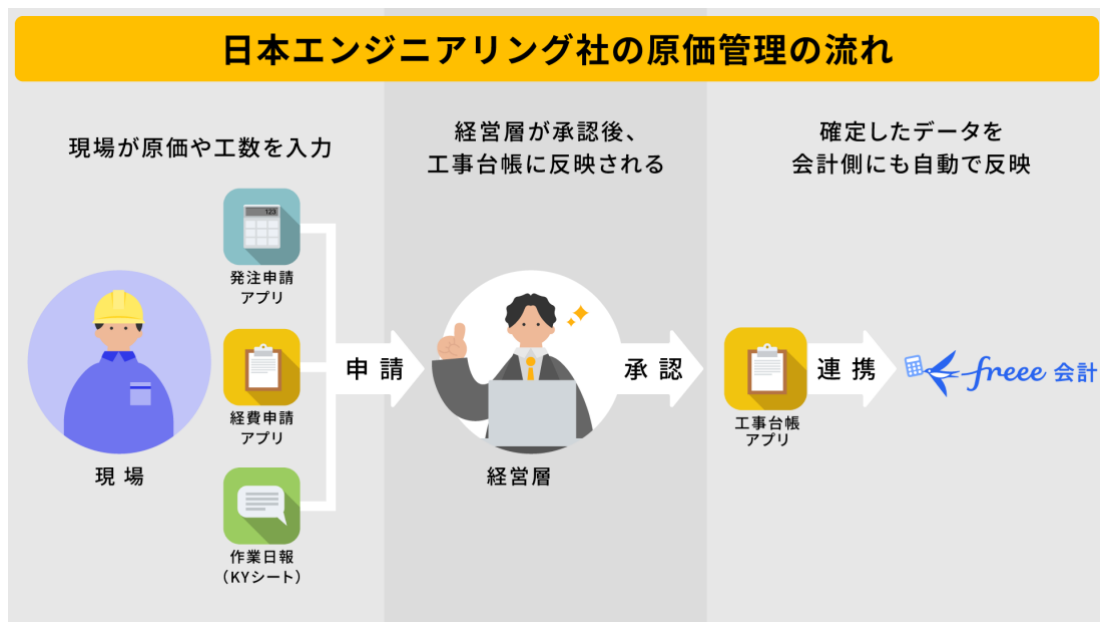 日本エンジニアリング社の原価管理の流れ
現場が原価や工数を入力
123
発注申請
アプリ
経費申請
アプリ
作業日報
（KYシート）
現場
申請
経営層が承認後、
工事台帳に反映される
経営層
承認
確定したデータを
会計側にも自動で反映
工事台帳
アプリ
連携
freee 会計